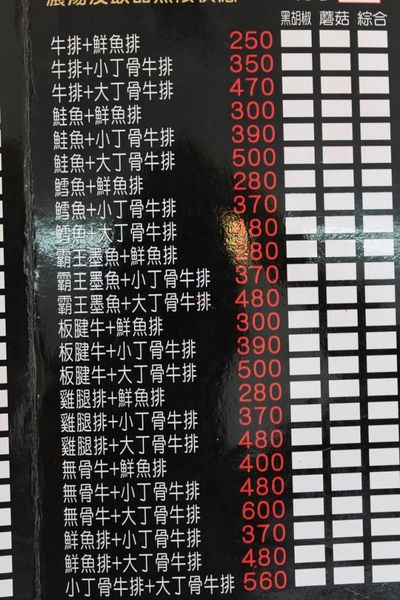 黑胡椒 蘑菇 綜合
牛排+鮮魚排 250
牛排+小丁骨牛排 350
牛排+大丁骨牛排 470
鮭魚+鮮魚排 300
鮭魚+小丁骨牛排 390
鮭魚+大丁骨牛排 500
鱈魚+鮮魚排 280
鱈魚+小丁骨牛排 370
鱈魚+大丁骨牛排 480
霸王墨魚+鮮魚排 280
霸王墨魚+小丁骨牛排 370
霸王墨魚+大丁骨牛排 480
板腱牛+鮮魚排 300
板腱牛+小丁骨牛排 390
板腱牛+大丁骨牛排 500
雞腿排+鮮魚排 280
雞腿排+小丁骨牛排 370
雞腿排+大丁骨牛排 480
無骨牛+鮮魚排 400
無骨牛+小丁骨牛排 480
無骨牛+大丁骨牛排 600
鮮魚排+小丁骨牛排 370
鮮魚排+大丁骨牛排 480
小丁骨牛排+大丁骨牛排 560